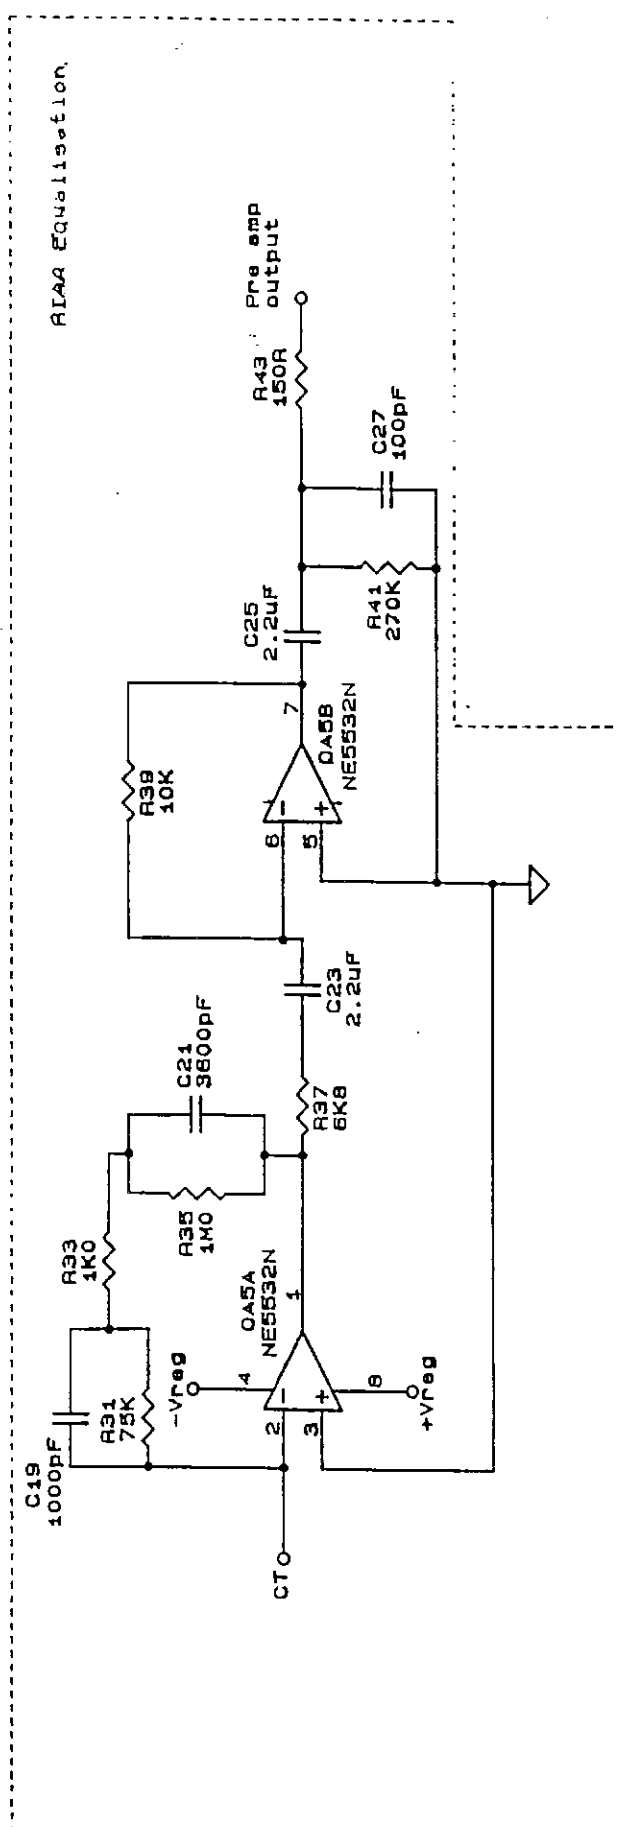 RIAA Equalisation
Pre amp
output
R43
150R
C27
100pF
R41
270K
C25
2.2uF
7
OA5B
NE5532N
R39
10K
6
5
C23
2.2uF
R37
6K8
C21
3600pF
R35
1M0
R33
1K0
OA5A
NE5532N
1
-Vreg
4
8
+Vreg
2
3
R31
75K
C19
1000pF
CT